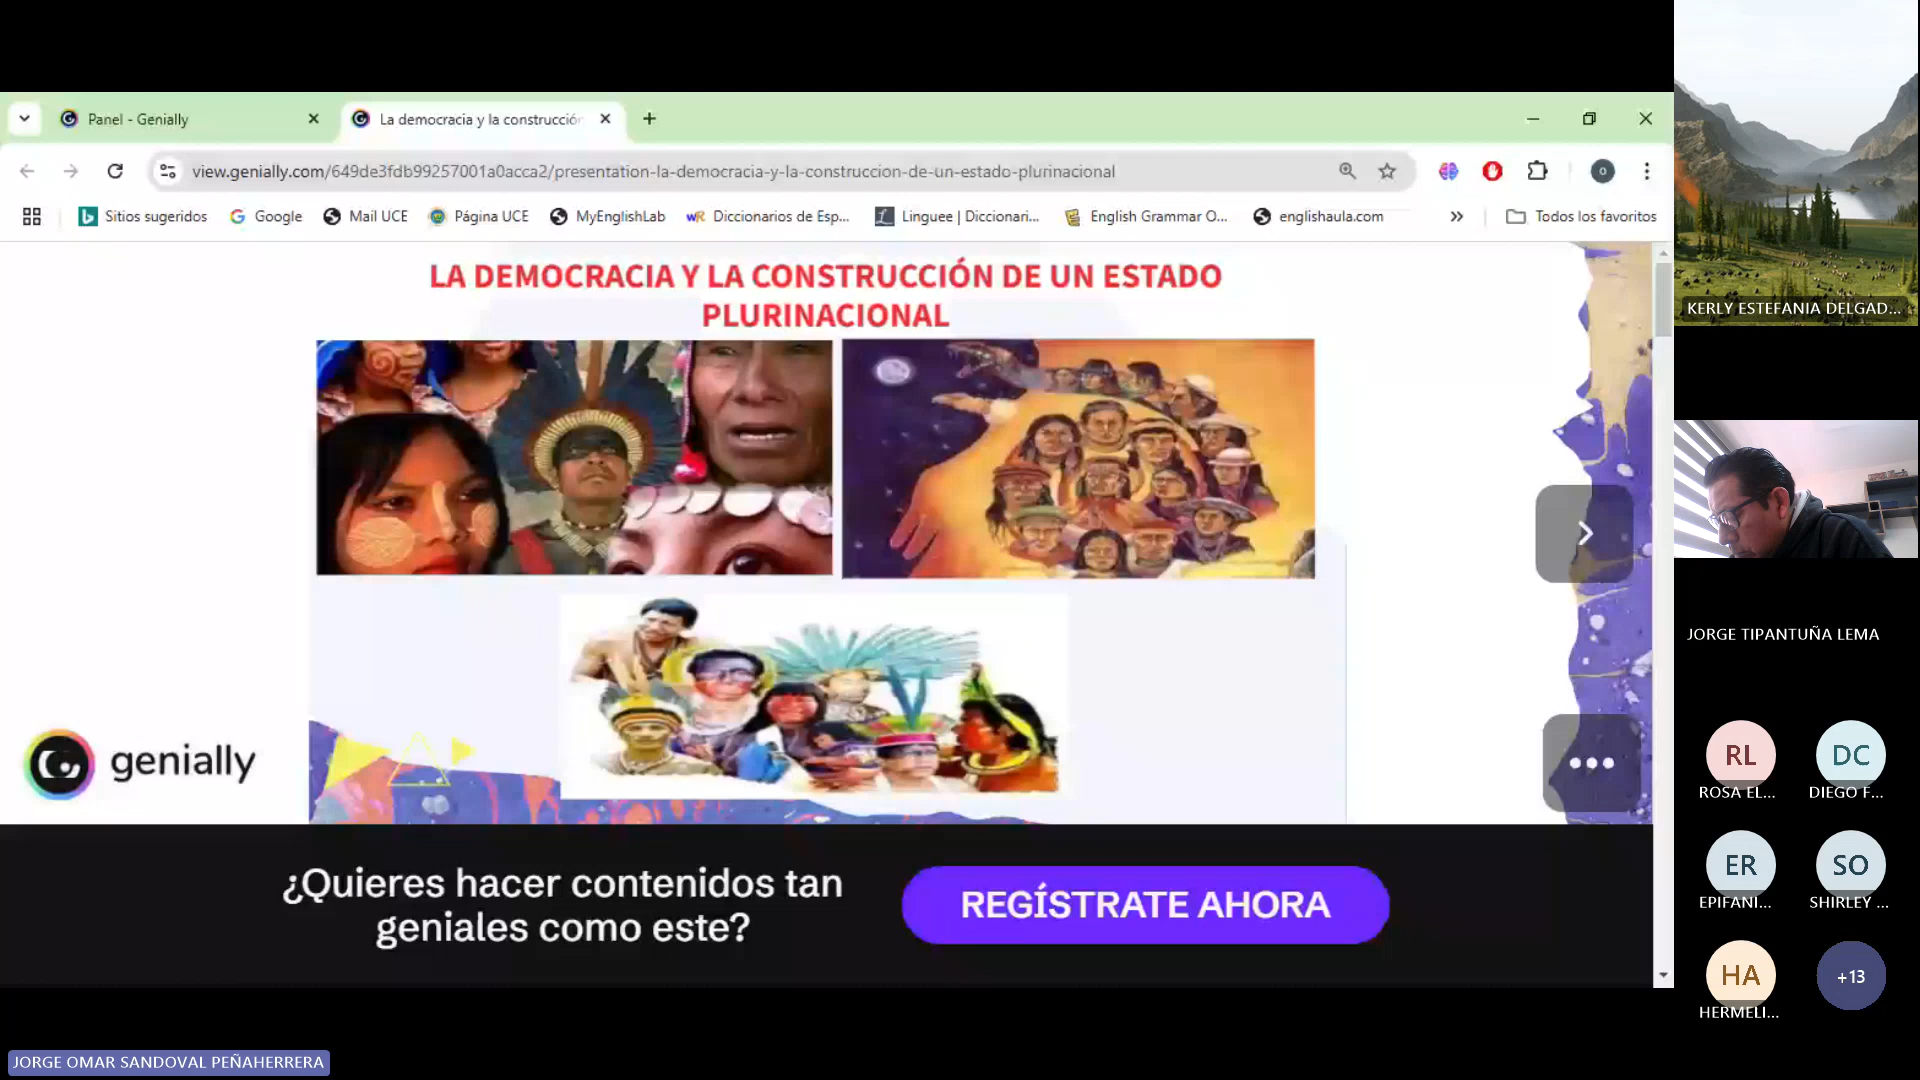 Panel - Genially
La democracia y la construcción
view.genially.com/649de3fdb99257001a0acca2/presentation-la-democracia-y-la-construccion-de-un-estado-plurinacional
Sitios sugeridos
Google
Mail UCE
Página UCE
MyEnglishLab
Diccionarios de Esp...
Linguee | Diccionari...
English Grammar O...
englishaula.com
Todos los favoritos
LA DEMOCRACIA Y LA CONSTRUCCIÓN DE UN ESTADO
PLURINACIONAL
genially
¿Quieres hacer contenidos tan
geniales como este?
REGÍSTRATE AHORA
KERLY ESTEFANIA DELGAD...
JORGE TIPANTUÑA LEMA
RL
ROSA EL...
DC
DIEGO F...
ER
EPIFANI...
SO
SHIRLEY ...
HA
HERMELI...
+13
JORGE OMAR SANDOVAL PEÑAHERRERA